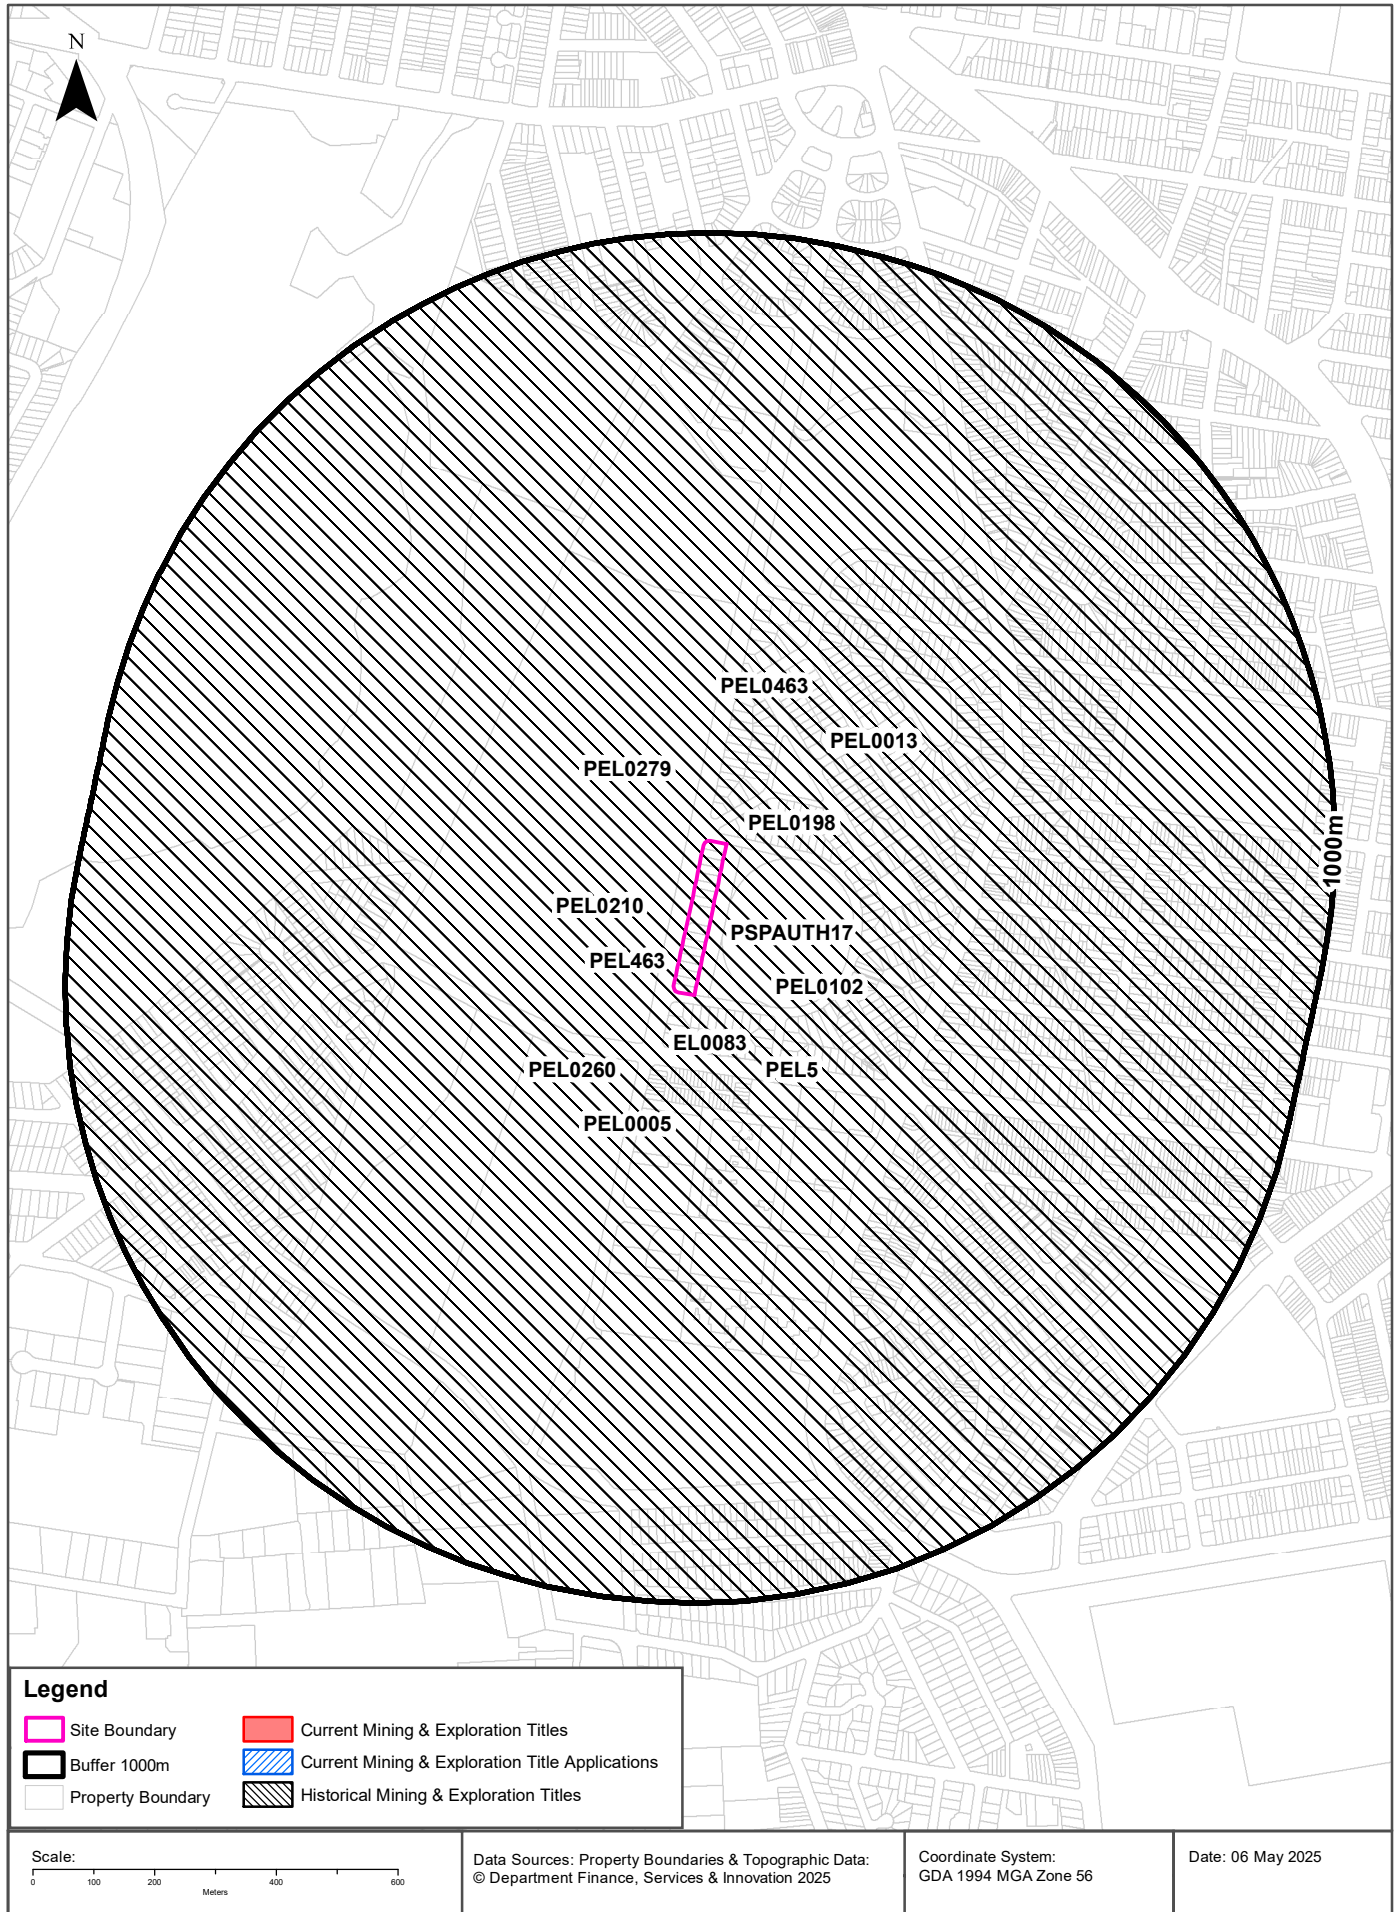 N
PEL0463
PEL0013
PEL0279
PEL0198
1000m
PEL0210
PSPAUTH17
PEL463
PEL0102
EL0083
PEL0260
PEL5
PEL0005
Legend
Site Boundary
Buffer 1000m
Property Boundary
Current Mining & Exploration Titles
Current Mining & Exploration Title Applications
Historical Mining & Exploration Titles
Scale:
0 100 200 400 600
Meters
Data Sources: Property Boundaries & Topographic Data:
© Department Finance, Services & Innovation 2025
Coordinate System:
GDA 1994 MGA Zone 56
Date: 06 May 2025